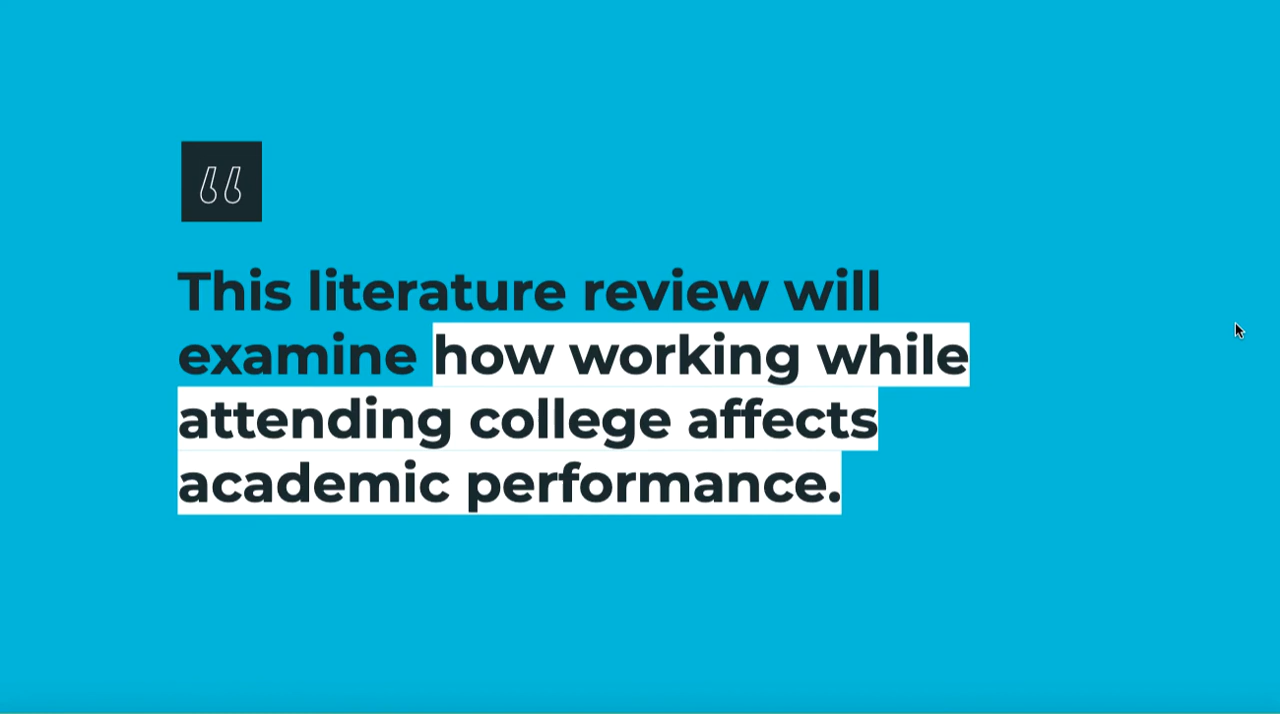 “
This literature review will
examine how working while
attending college affects
academic performance.